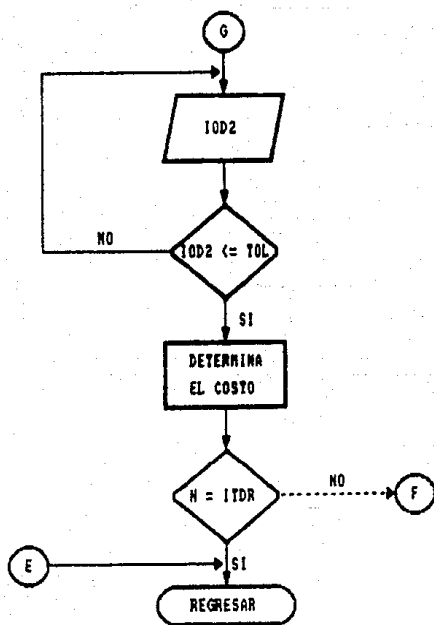 G
IOD2
NO
IOD2 <= TOL
SI
DETERMINA
EL COSTO
N = ITDR
NO
F
E
SI
REGRESAR